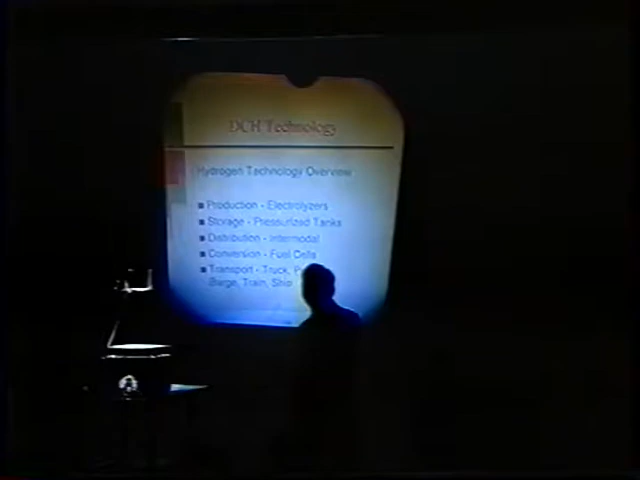 DCH Technology
Hydrogen Technology Overview
■ Production - Electrolyzers
■ Storage - Pressurized Tanks
■ Distribution - Intermodal
■ Conversion - Fuel Cells
■ Transport - Truck,
Barge, Train, Ship